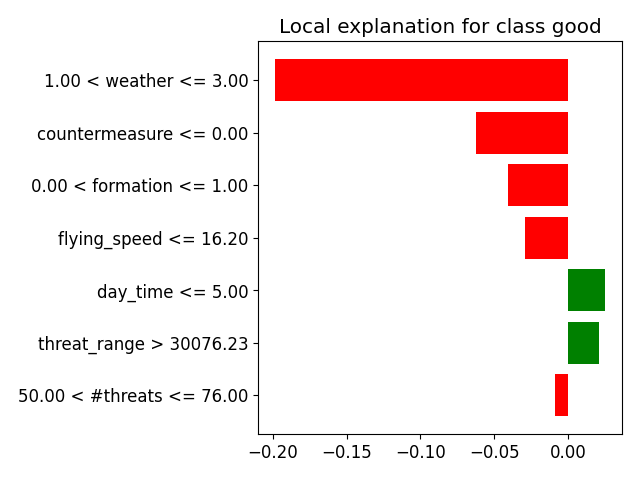 Local explanation for class good
1.00 < weather <= 3.00
countermeasure <= 0.00
0.00 < formation <= 1.00
flying_speed <= 16.20
day_time <= 5.00
threat_range > 30076.23
50.00 < #threats <= 76.00
−0.20 −0.15 −0.10 −0.05 0.00